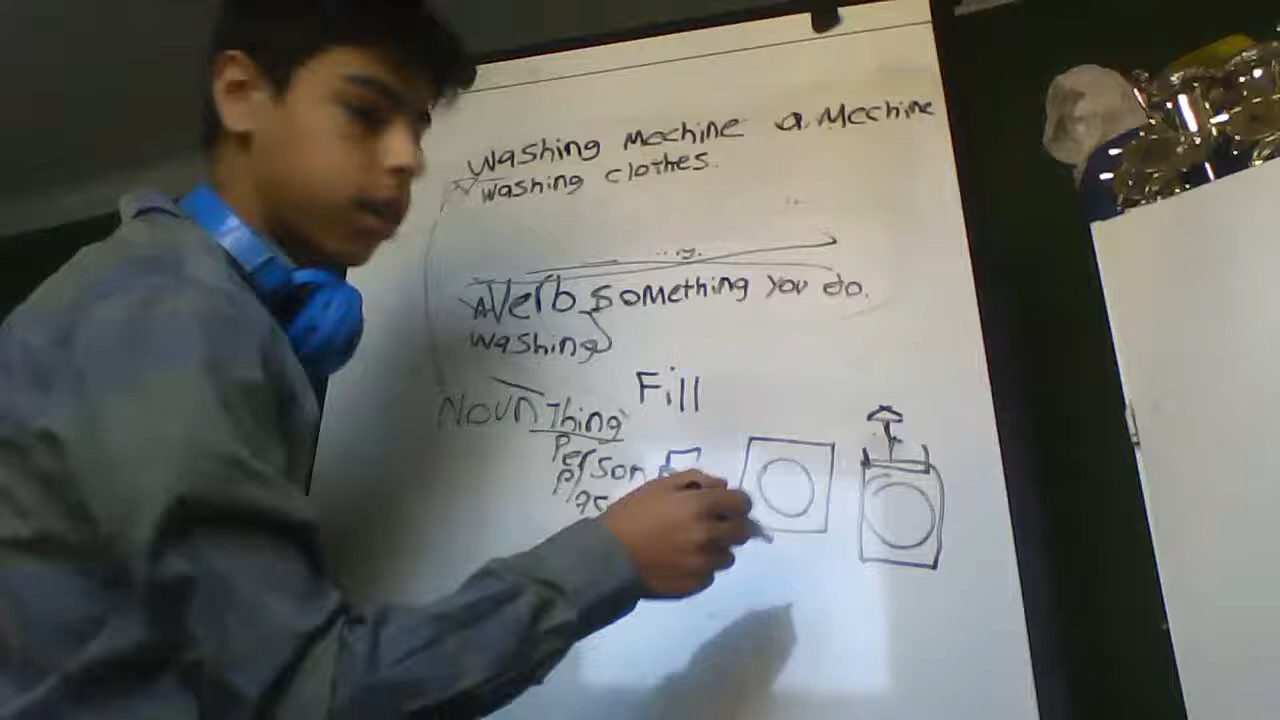 Washing Mechine a Mechine
washing clothes.
Verb something you do.
washing
Fill
Noun Thing
Person